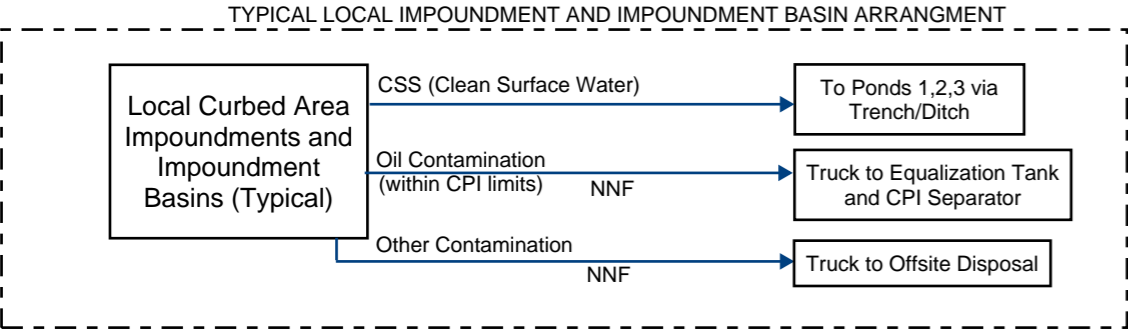 TYPICAL LOCAL IMPOUNDMENT AND IMPOUNDMENT BASIN ARRANGMENT
Local Curbed Area
Impoundments and
Impoundment
Basins (Typical)
CSS (Clean Surface Water)
To Ponds 1,2,3 via
Trench/Ditch
Oil Contamination
(within CPI limits)
NNF
Truck to Equalization Tank
and CPI Separator
Other Contamination
NNF
Truck to Offsite Disposal